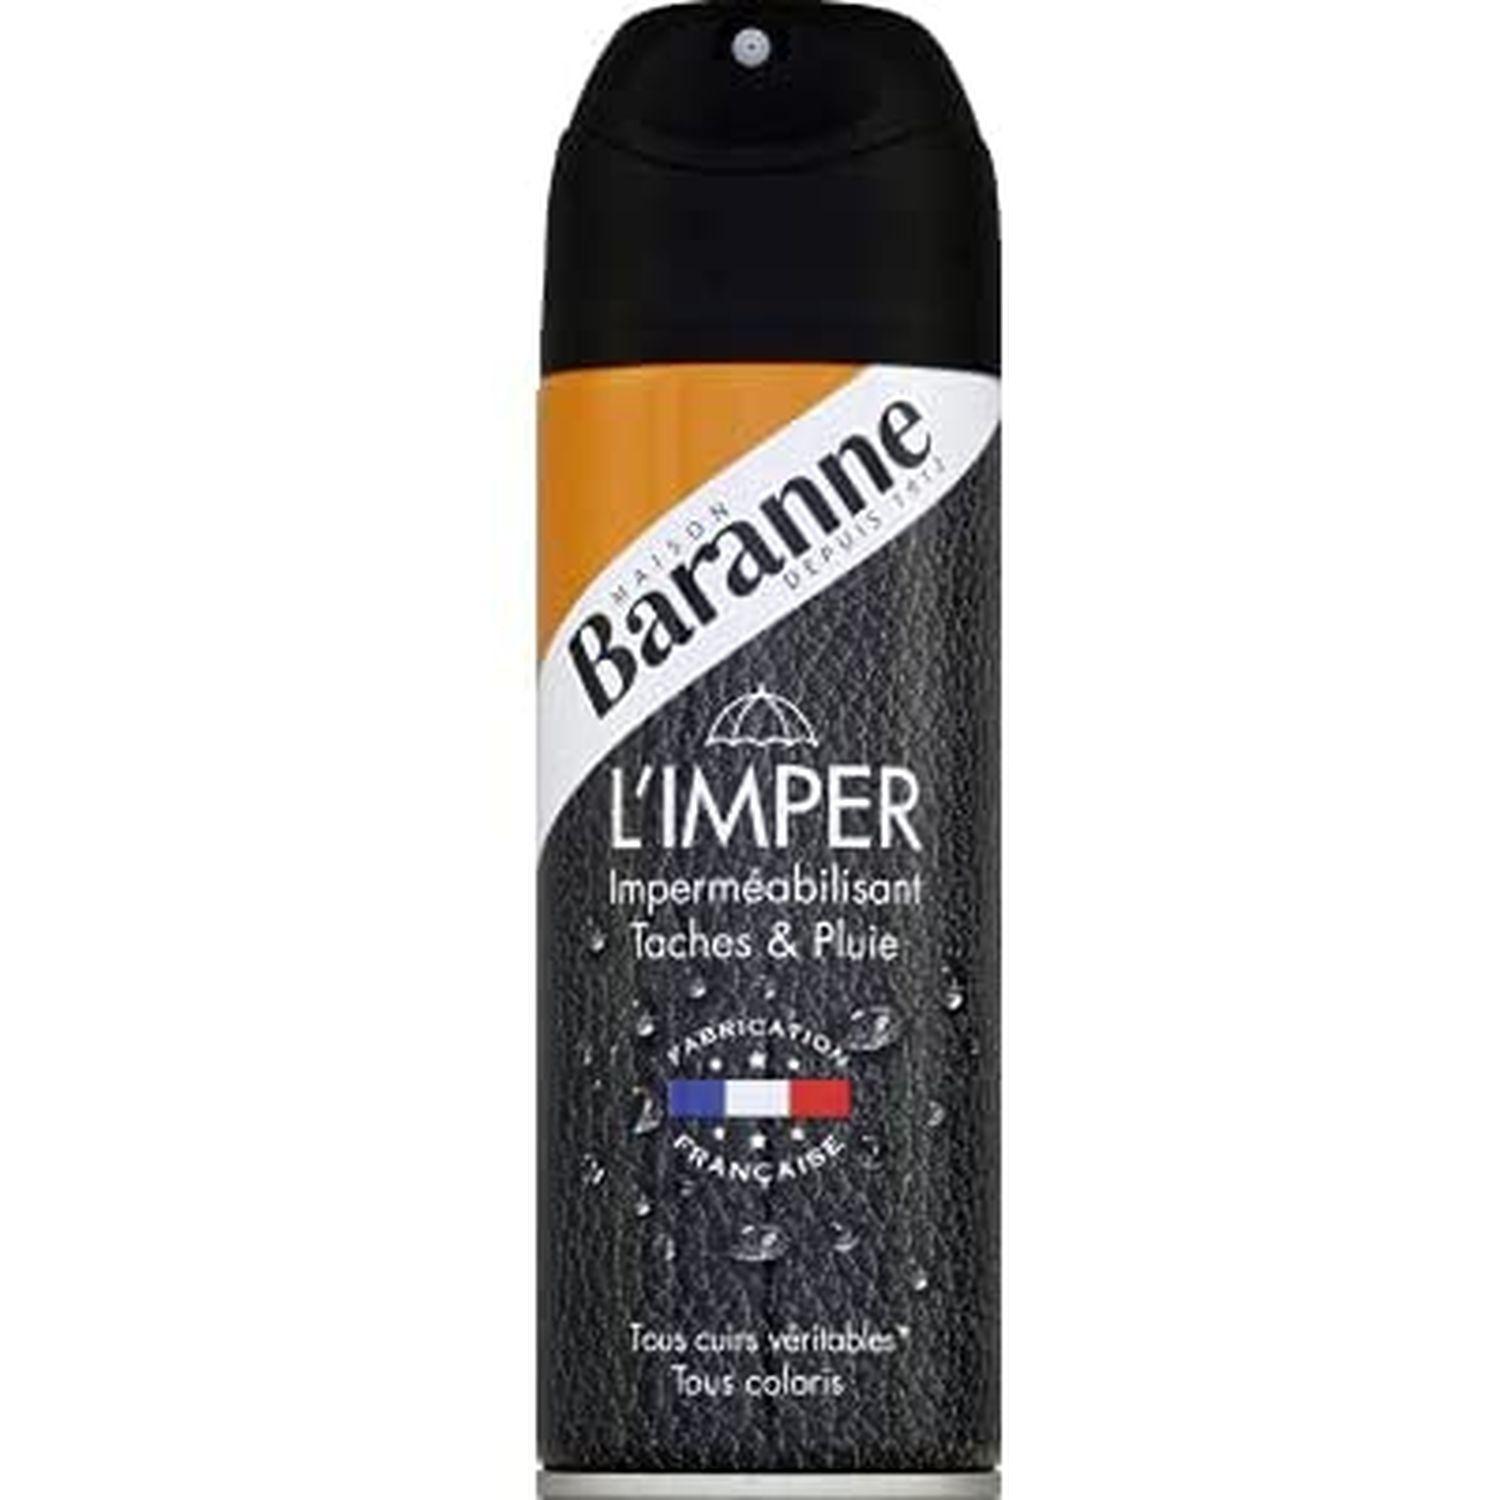 MAISON
Baranne
DEPUIS 1912
L'IMPER
Imperméabilisant
Taches & Pluie
FABRICATION
FRANÇAISE
Tous cuirs véritables*
Tous coloris